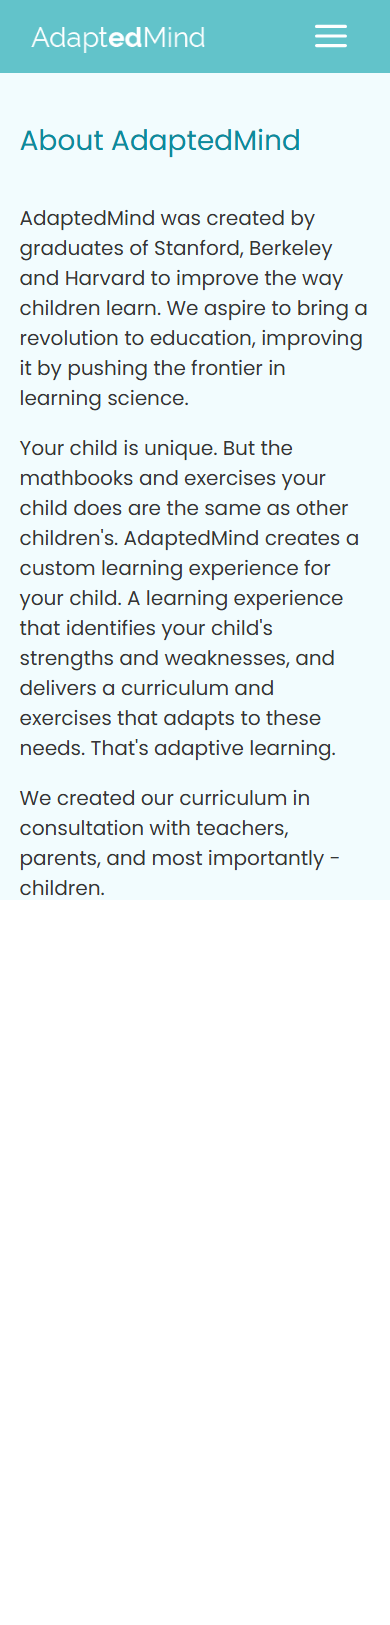 AdaptedMind
About AdaptedMind
AdaptedMind was created by
graduates of Stanford, Berkeley
and Harvard to improve the way
children learn. We aspire to bring a
revolution to education, improving
it by pushing the frontier in
learning science.
Your child is unique. But the
mathbooks and exercises your
child does are the same as other
children's. AdaptedMind creates a
custom learning experience for
your child. A learning experience
that identifies your child's
strengths and weaknesses, and
delivers a curriculum and
exercises that adapts to these
needs. That's adaptive learning.
We created our curriculum in
consultation with teachers,
parents, and most importantly -
children.